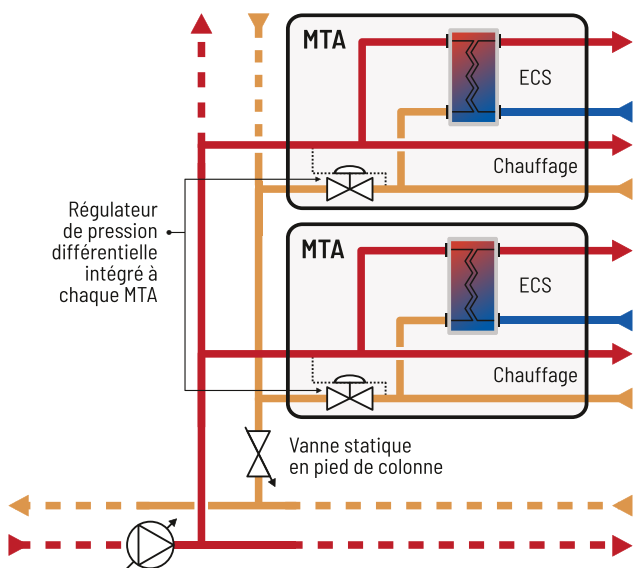 MTA
ECS
Chauffage
Régulateur
de pression
différentielle
intégré à
chaque MTA
MTA
ECS
Chauffage
Vanne statique
en pied de colonne